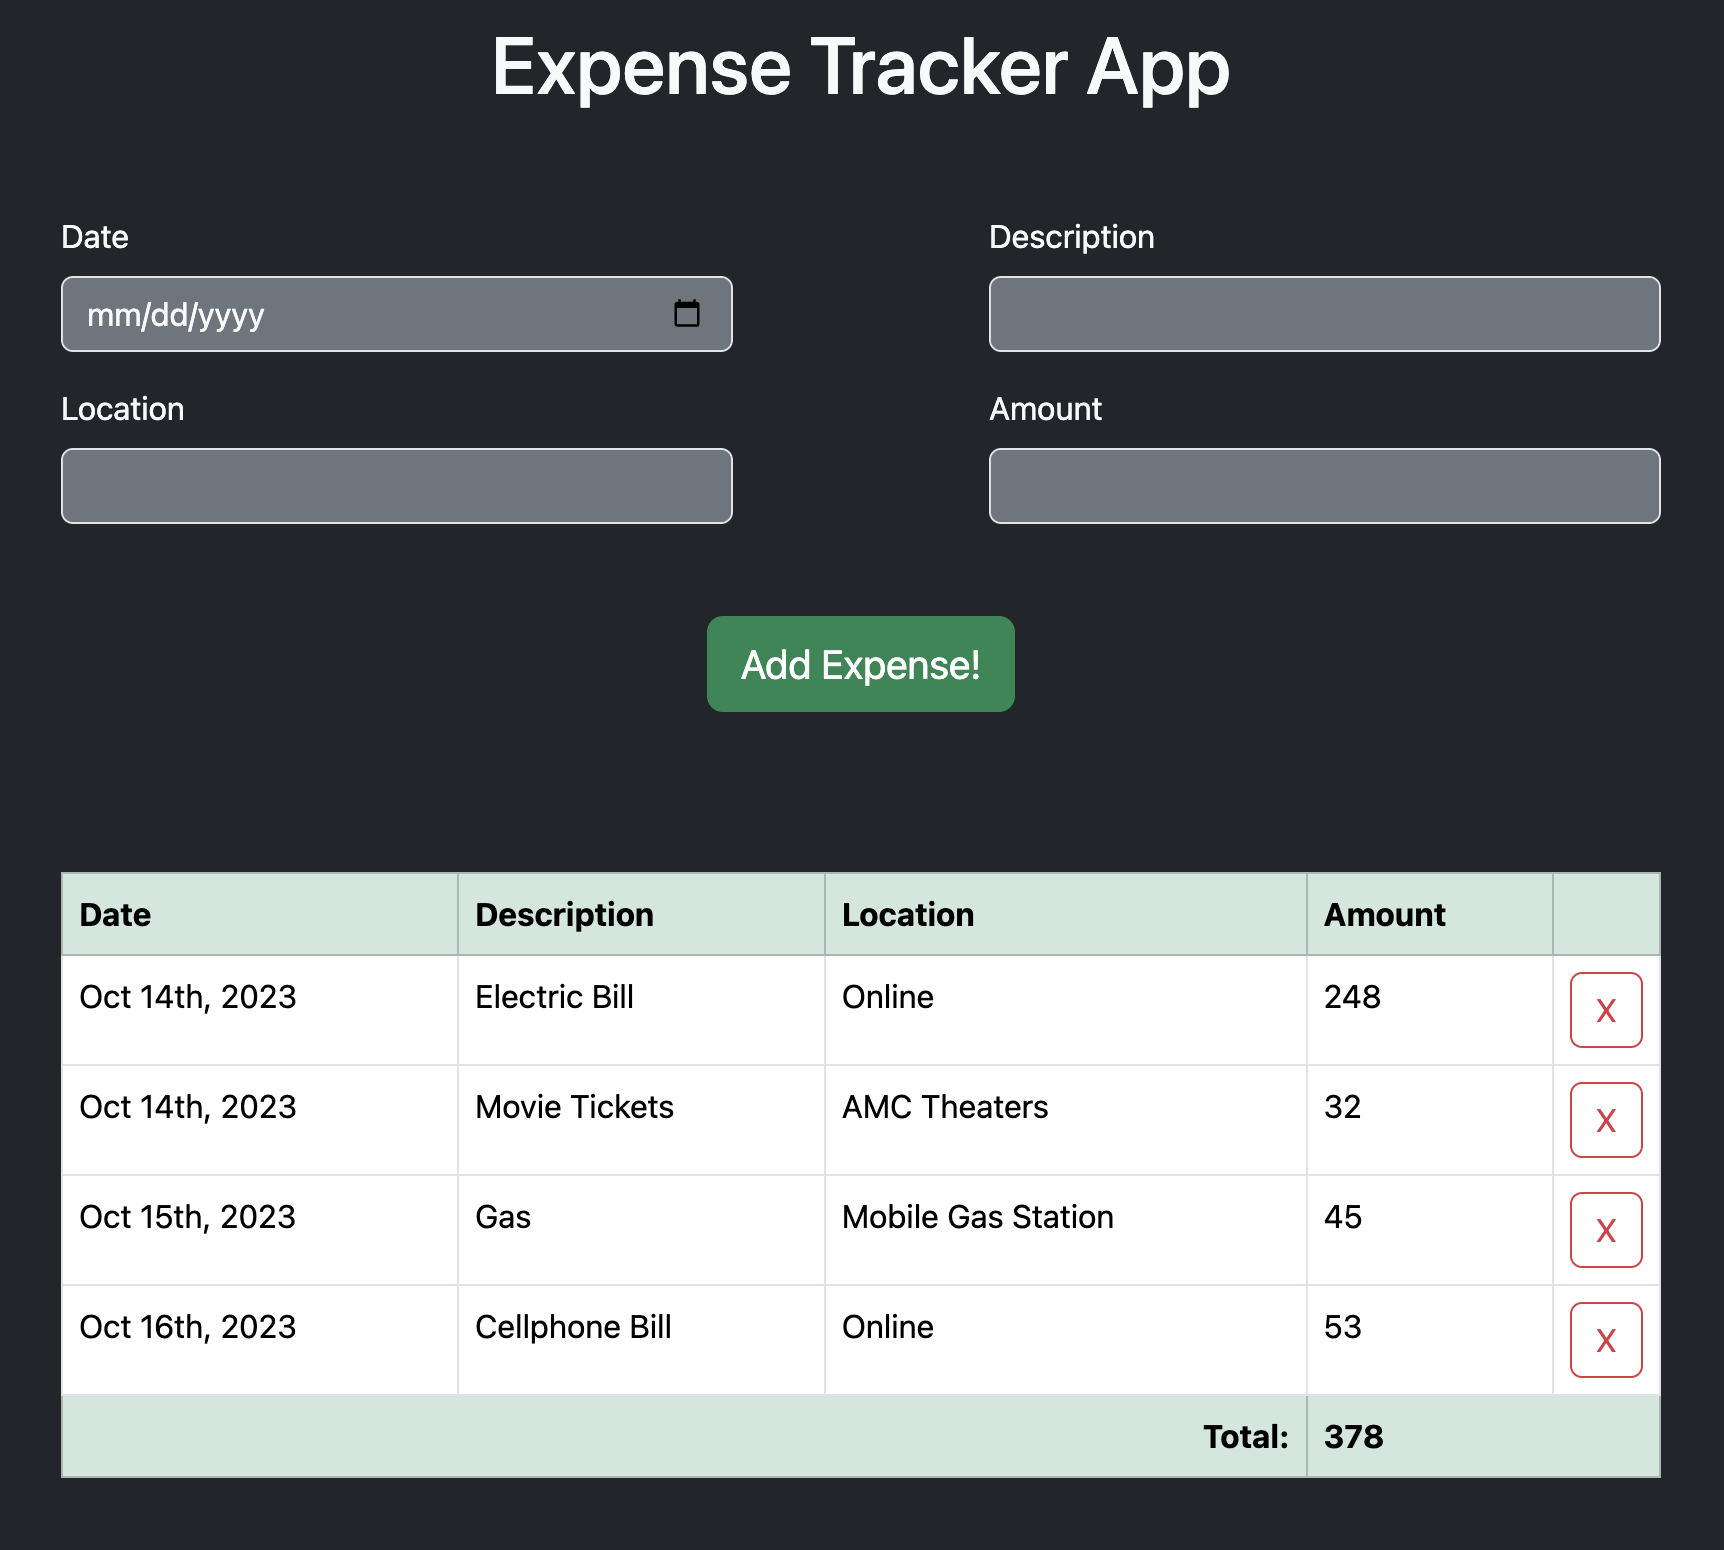 Expense Tracker App
Date Description
mm/dd/yyyy
Location Amount
Add Expense!
Date Description Location Amount
Oct 14th, 2023 Electric Bill Online 248 X
Oct 14th, 2023 Movie Tickets AMC Theaters 32 X
Oct 15th, 2023 Gas Mobile Gas Station 45 X
Oct 16th, 2023 Cellphone Bill Online 53 X
Total: 378